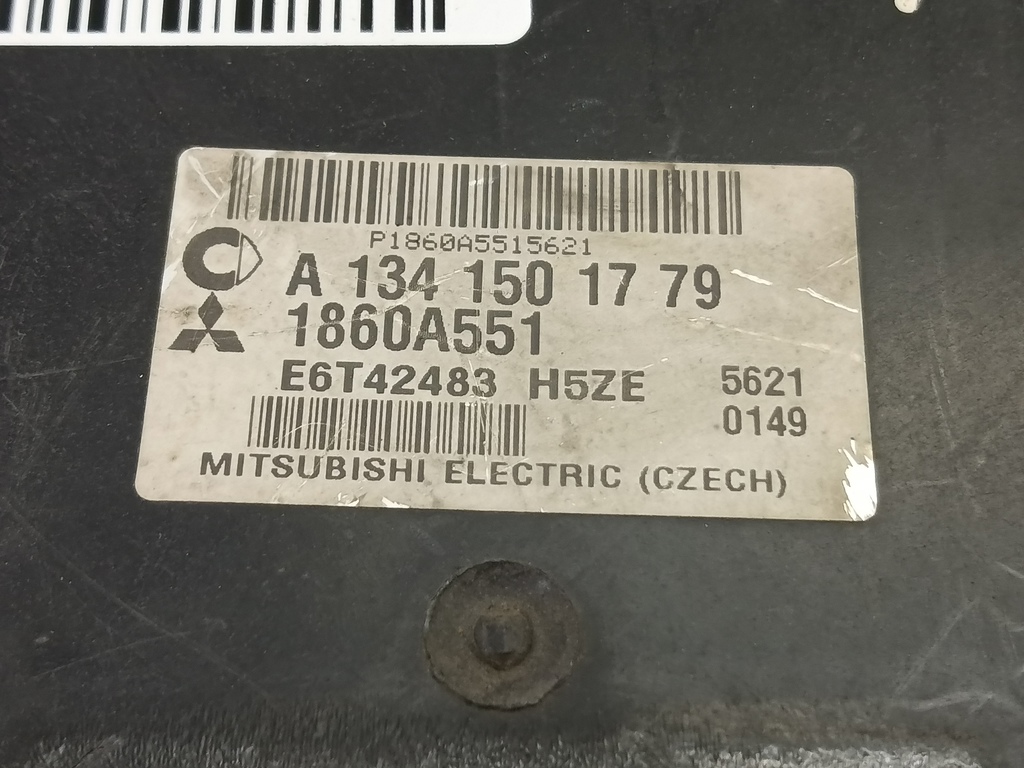 P1860A5515621
A 134 150 17 79
1860A551
E6T42483 H5ZE 5621
0149
MITSUBISHI ELECTRIC (CZECH)